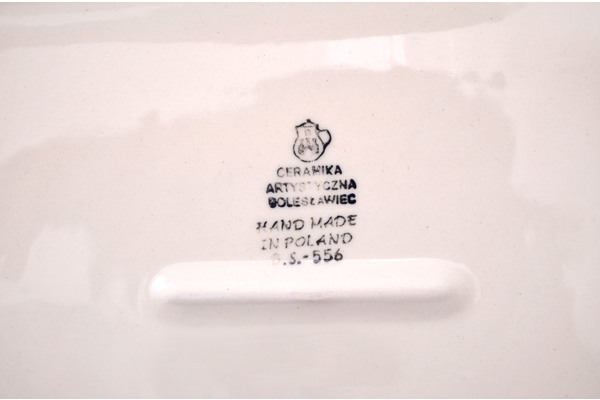 CERAMIKA
ARTYSTYCZNA
BOLESŁAWIEC
HAND MADE
IN POLAND
G.S.-556